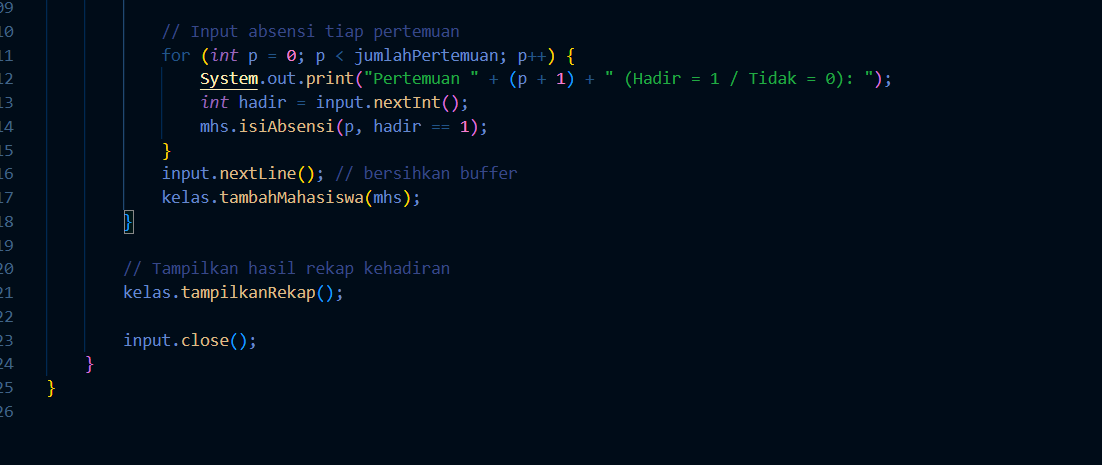 09
10 // Input absensi tiap pertemuan
11 for (int p = 0; p < jumlahPertemuan; p++) {
12 System.out.print("Pertemuan " + (p + 1) + " (Hadir = 1 / Tidak = 0): ");
13 int hadir = input.nextInt();
14 mhs.isiAbsensi(p, hadir == 1);
15 }
16 input.nextLine(); // bersihkan buffer
17 kelas.tambahMahasiswa(mhs);
18 }
19
20 // Tampilkan hasil rekap kehadiran
21 kelas.tampilkanRekap();
22
23 input.close();
24 }
25 }
26